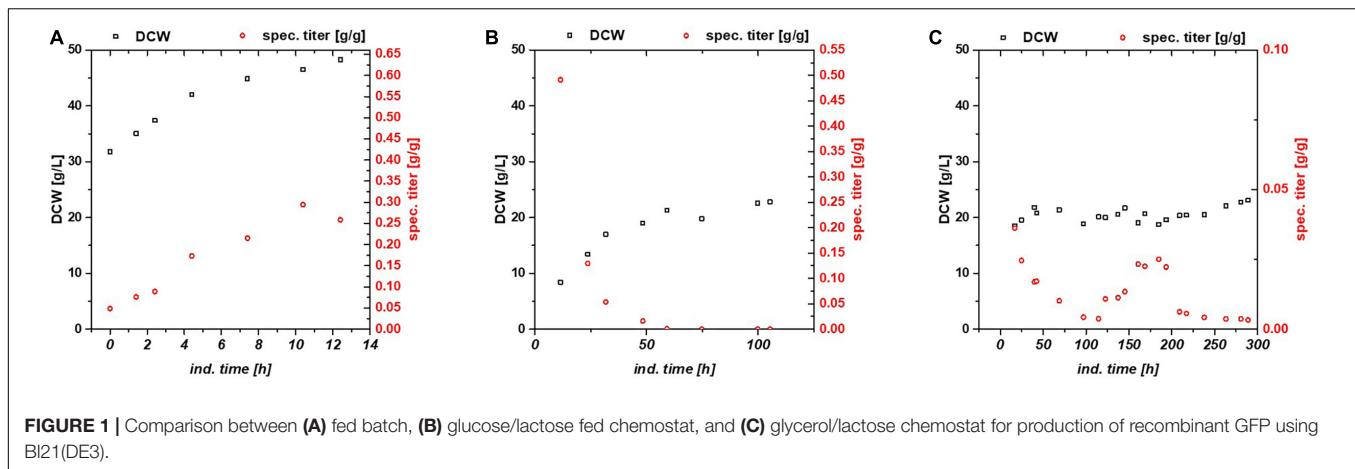 A
DCW
spec. titer [g/g]
DCW [g/L]
50
40
30
20
10
0
0.65
0.60
0.55
0.50
0.45
0.40
0.35
0.30
0.25
0.20
0.15
0.10
0.05
0.00
spec. titer [g/g]
0 2 4 6 8 10 12 14
ind. time [h]
B
DCW
spec. titer [g/g]
DCW [g/L]
50
40
30
20
10
0
0.55
0.50
0.45
0.40
0.35
0.30
0.25
0.20
0.15
0.10
0.05
0.00
spec. titer [g/g]
0 50 100
ind. time [h]
C
DCW
spec. titer [g/g]
DCW [g/L]
50
40
30
20
10
0
0.10
0.05
0.00
spec. titer [g/g]
0 50 100 150 200 250 300
ind. time [h]
FIGURE 1 | Comparison between (A) fed batch, (B) glucose/lactose fed chemostat, and (C) glycerol/lactose chemostat for production of recombinant GFP using
Bl21(DE3).